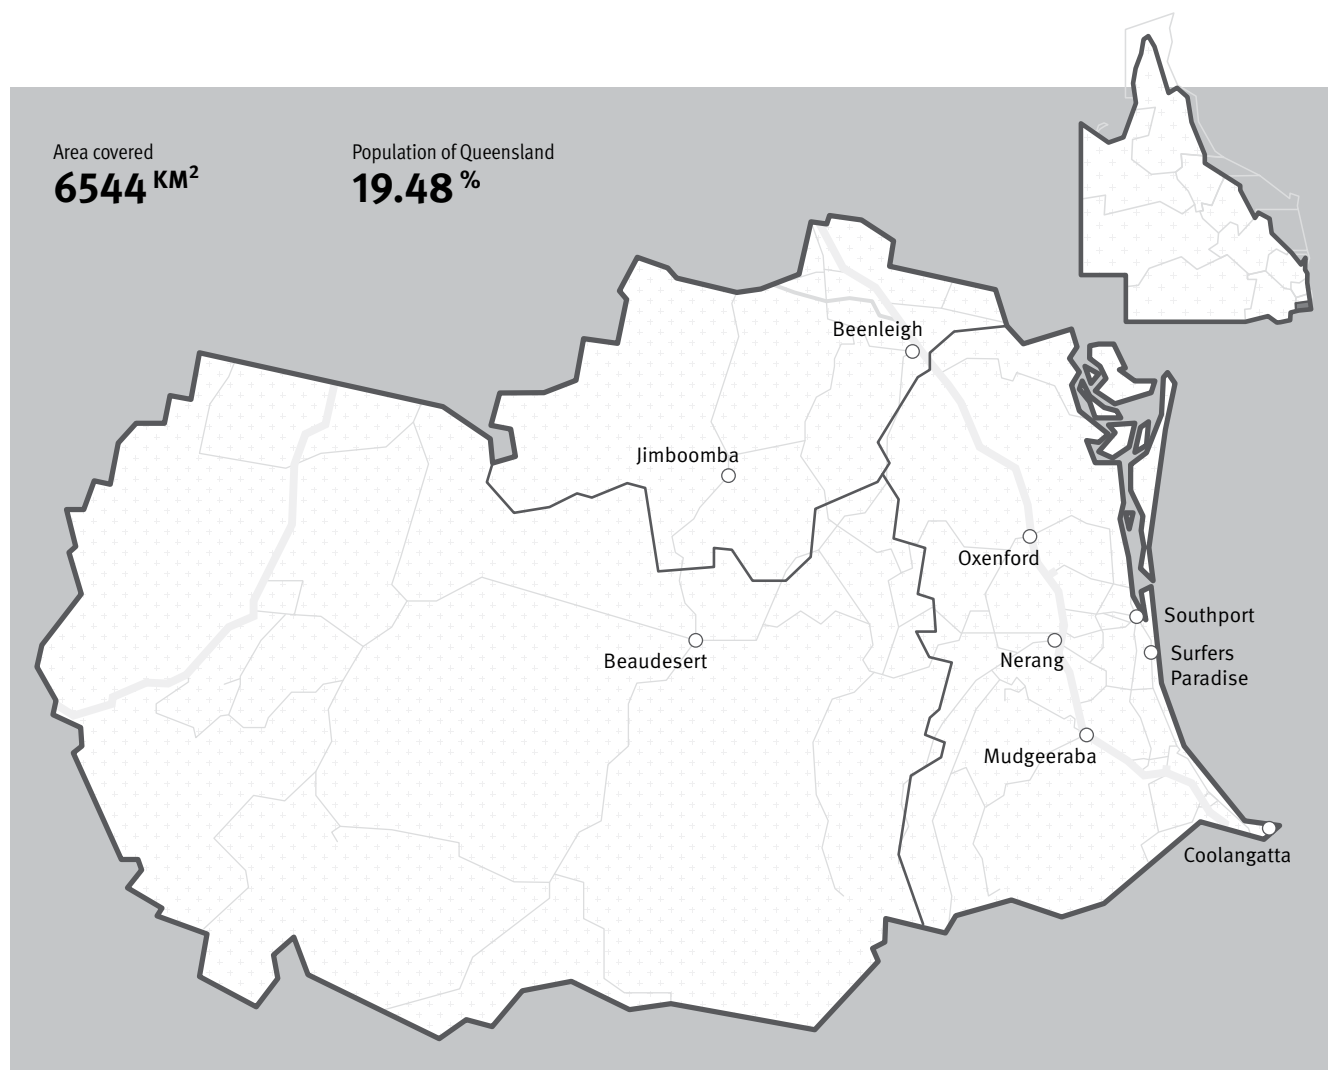 Area covered
6544 KM²
Population of Queensland
19.48 %
Beenleigh
Jimboomba
Oxenford
Southport
Beaudesert
Nerang
Surfers
Paradise
Mudgeeraba
Coolangatta